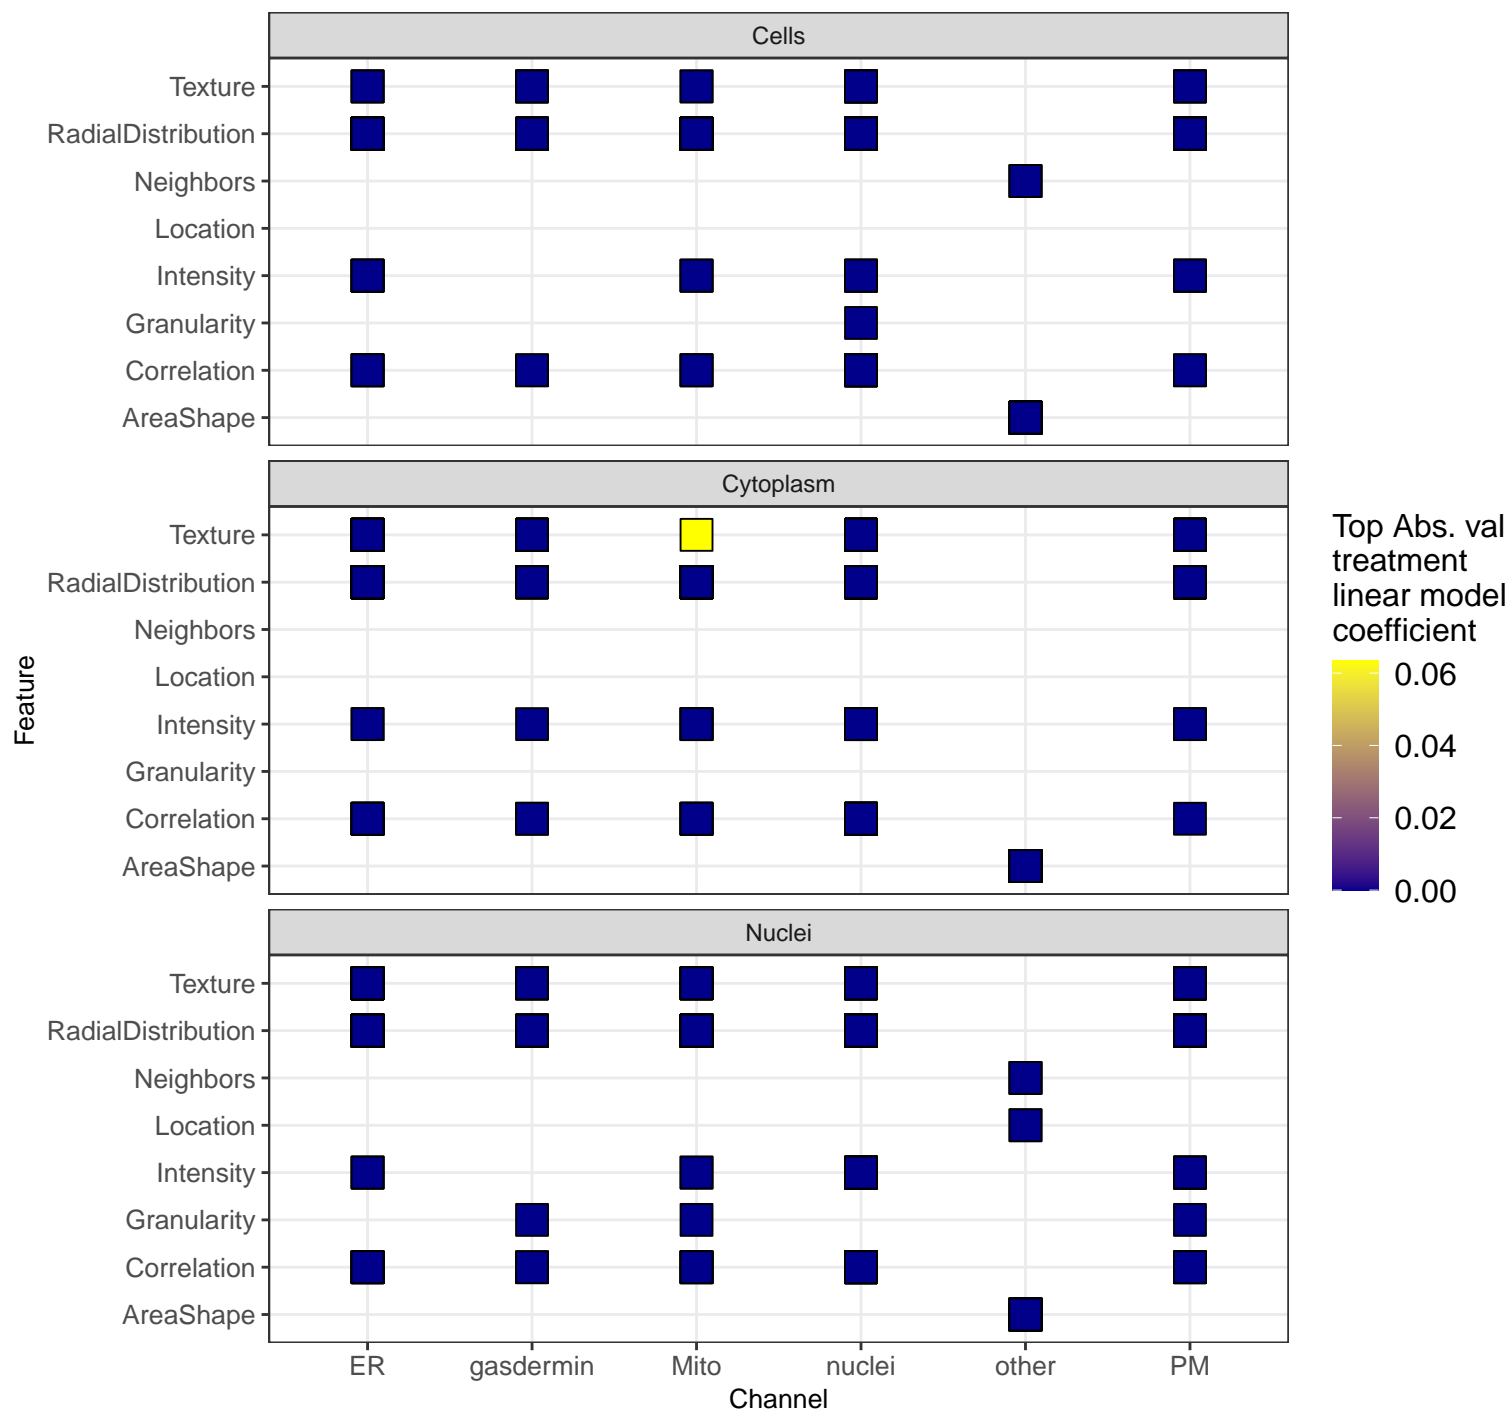 Cells
Texture
RadialDistribution
Neighbors
Location
Intensity
Granularity
Correlation
AreaShape
Cytoplasm
Texture
RadialDistribution
Neighbors
Location
Intensity
Granularity
Correlation
AreaShape
Nuclei
Texture
RadialDistribution
Neighbors
Location
Intensity
Granularity
Correlation
AreaShape
Feature
ER gasdermin Mito nuclei other PM
Channel
Top Abs. val
treatment
linear model
coefficient
0.06
0.04
0.02
0.00